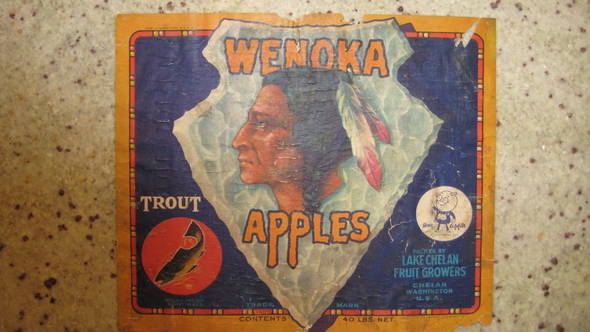 WENOKA
APPLES
TROUT
PACKED BY
LAKE CHELAN
FRUIT GROWERS
CHELAN
WASHINGTON
U.S.A.
TRADE MARK
CONTENTS 40 LBS. NET